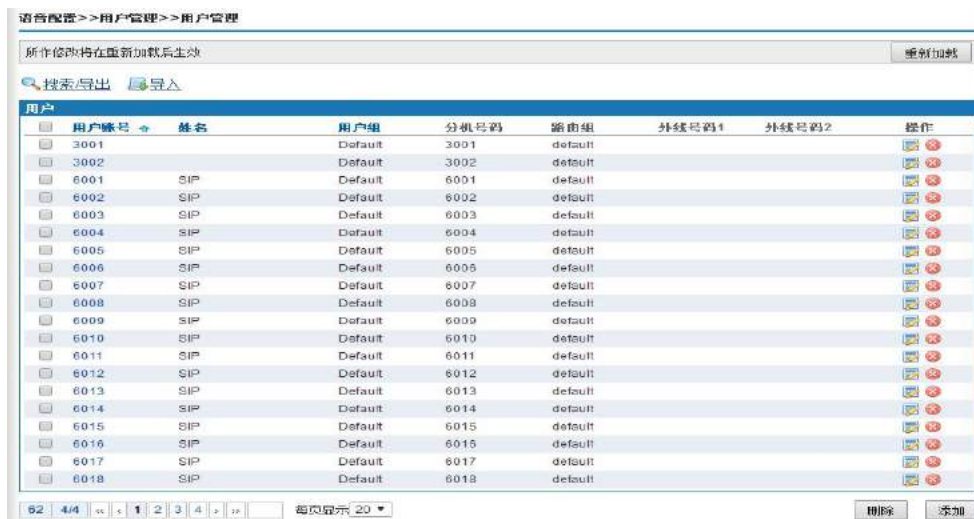 语音配置>>用户管理>>用户管理
所作修改将在重新加载后生效 重新加载
搜索/导出 导入
用户
用户账号 姓名 用户组 分机号码 路由组 外线号码1 外线号码2 操作
3001 Default 3001 default
3002 Default 3002 default
6001 SIP Default 6001 default
6002 SIP Default 6002 default
6003 SIP Default 6003 default
6004 SIP Default 6004 default
6005 SIP Default 6005 default
6006 SIP Default 6006 default
6007 SIP Default 6007 default
6008 SIP Default 6008 default
6009 SIP Default 6009 default
6010 SIP Default 6010 default
6011 SIP Default 6011 default
6012 SIP Default 6012 default
6013 SIP Default 6013 default
6014 SIP Default 6014 default
6015 SIP Default 6015 default
6016 SIP Default 6016 default
6017 SIP Default 6017 default
6018 SIP Default 6018 default
62 4/4 << < 1 2 3 4 > >> 每页显示 20 删除 添加